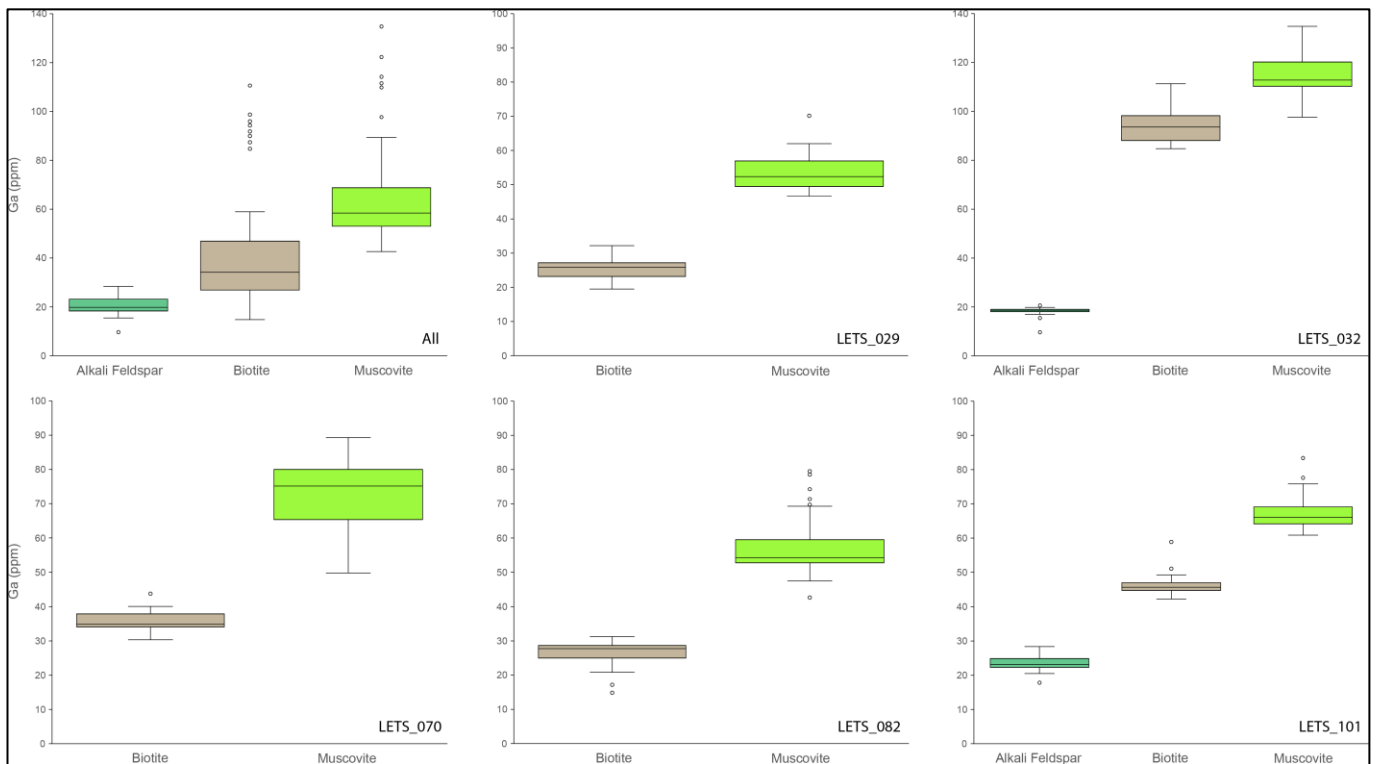 Ga (ppm)
140
120
100
80
60
40
20
0
Alkali Feldspar
Biotite
Muscovite
All
100
90
80
70
60
50
40
30
20
10
0
Biotite
Muscovite
LETS_029
140
120
100
80
60
40
20
0
Alkali Feldspar
Biotite
Muscovite
LETS_032
Ga (ppm)
100
90
80
70
60
50
40
30
20
10
0
Biotite
Muscovite
LETS_070
100
90
80
70
60
50
40
30
20
10
0
Biotite
Muscovite
LETS_082
100
90
80
70
60
50
40
30
20
10
0
Alkali Feldspar
Biotite
Muscovite
LETS_101